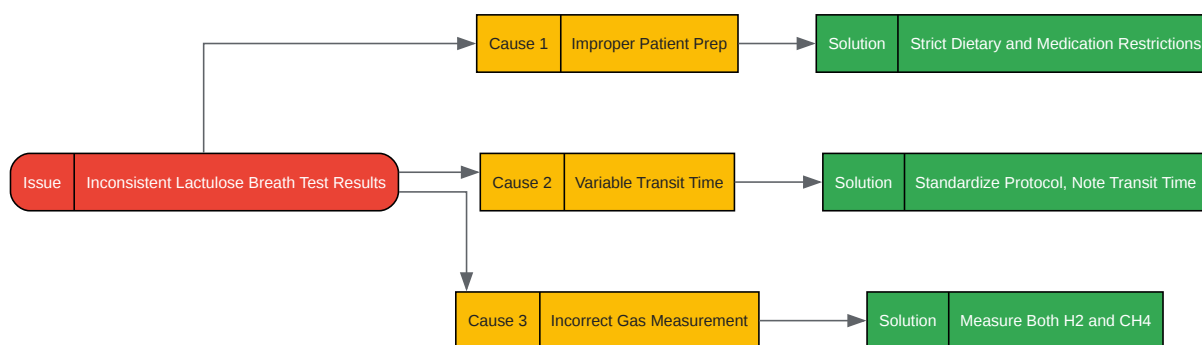 Cause 1 Improper Patient Prep Solution Strict Dietary and Medication Restrictions
Issue Inconsistent Lactulose Breath Test Results Cause 2 Variable Transit Time Solution Standardize Protocol, Note Transit Time
Cause 3 Incorrect Gas Measurement Solution Measure Both H2 and CH4